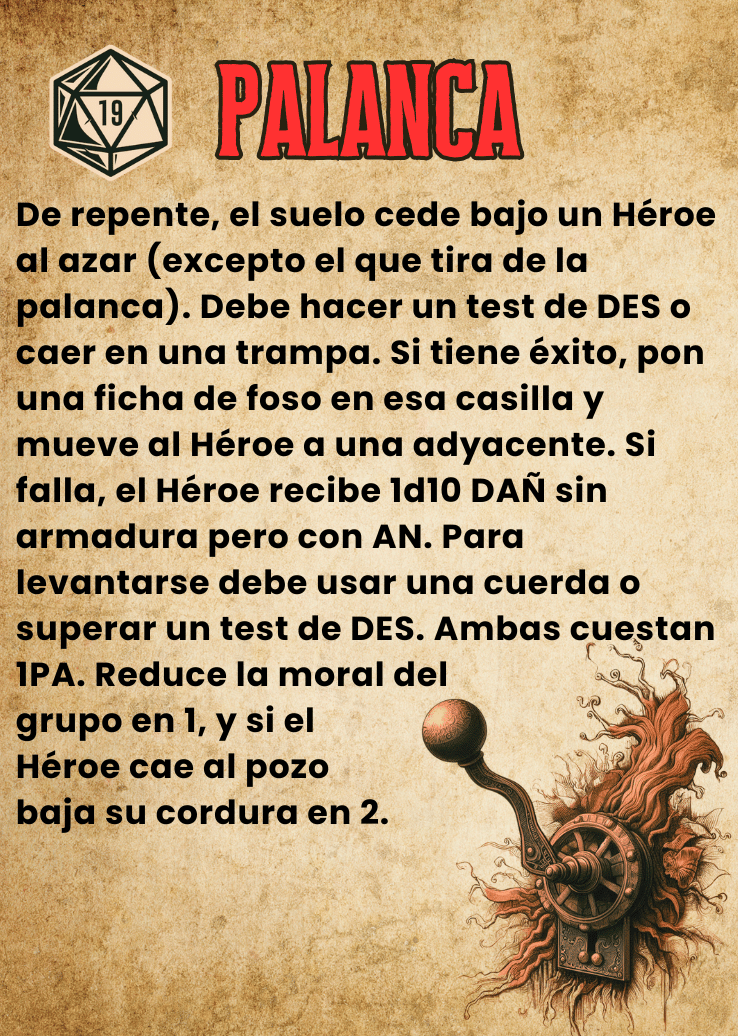 19
PALANCA
De repente, el suelo cede bajo un Héroe
al azar (excepto el que tira de la
palanca). Debe hacer un test de DES o
caer en una trampa. Si tiene éxito, pon
una ficha de foso en esa casilla y
mueve al Héroe a una adyacente. Si
falla, el Héroe recibe 1d10 DAÑ sin
armadura pero con AN. Para
levantarse debe usar una cuerda o
superar un test de DES. Ambas cuestan
1PA. Reduce la moral del
grupo en 1, y si el
Héroe cae al pozo
baja su cordura en 2.